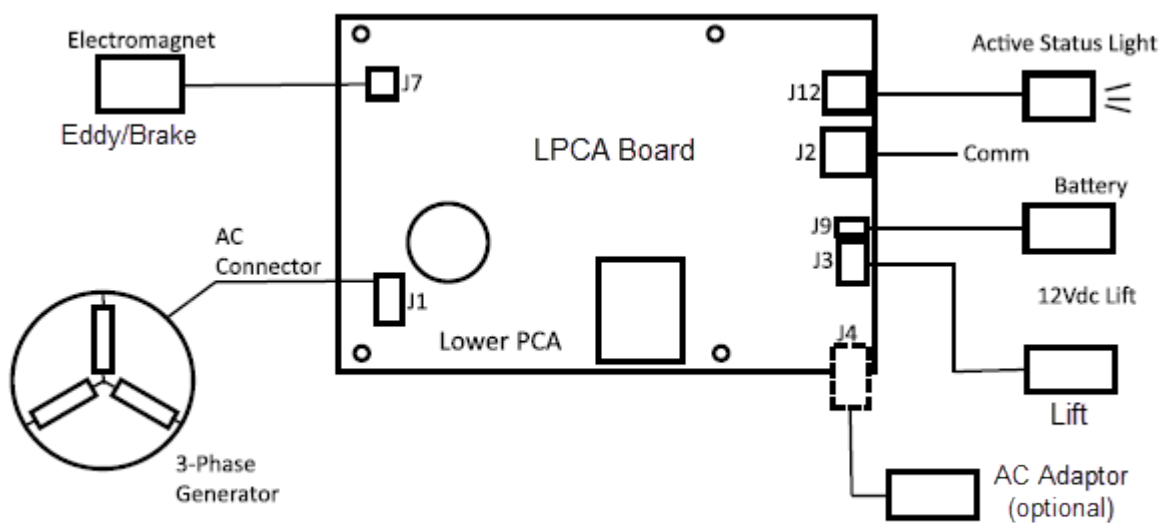 Electromagnet
Eddy/Brake
J7
LPCA Board
J12
Active Status Light
J2
Comm
Battery
J9
J3
12Vdc Lift
Lift
AC
Connector
J1
Lower PCA
J4
3-Phase
Generator
AC Adaptor
(optional)